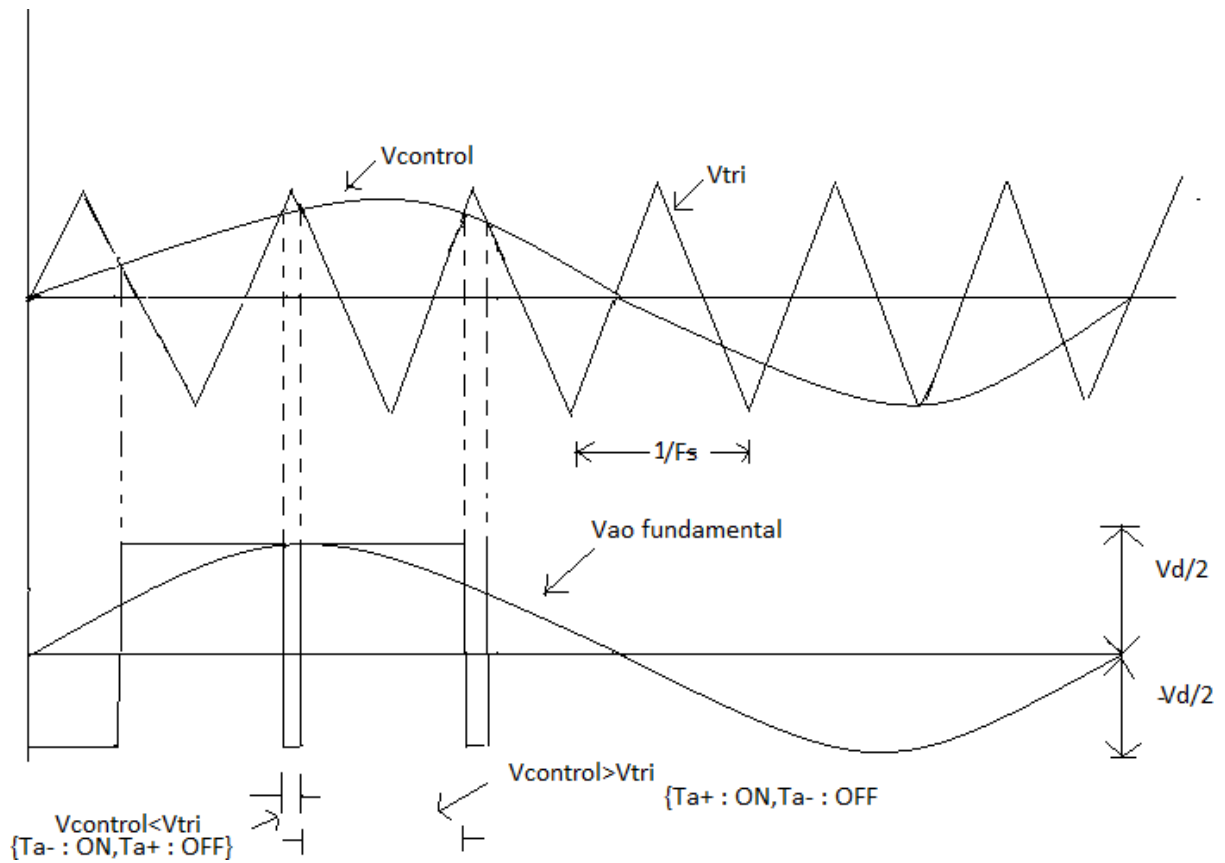 Vcontrol
Vtri
1/Fs
Vao fundamental
Vd/2
-Vd/2
Vcontrol>Vtri
{Ta+ : ON,Ta- : OFF
Vcontrol<Vtri
{Ta- : ON,Ta+ : OFF}